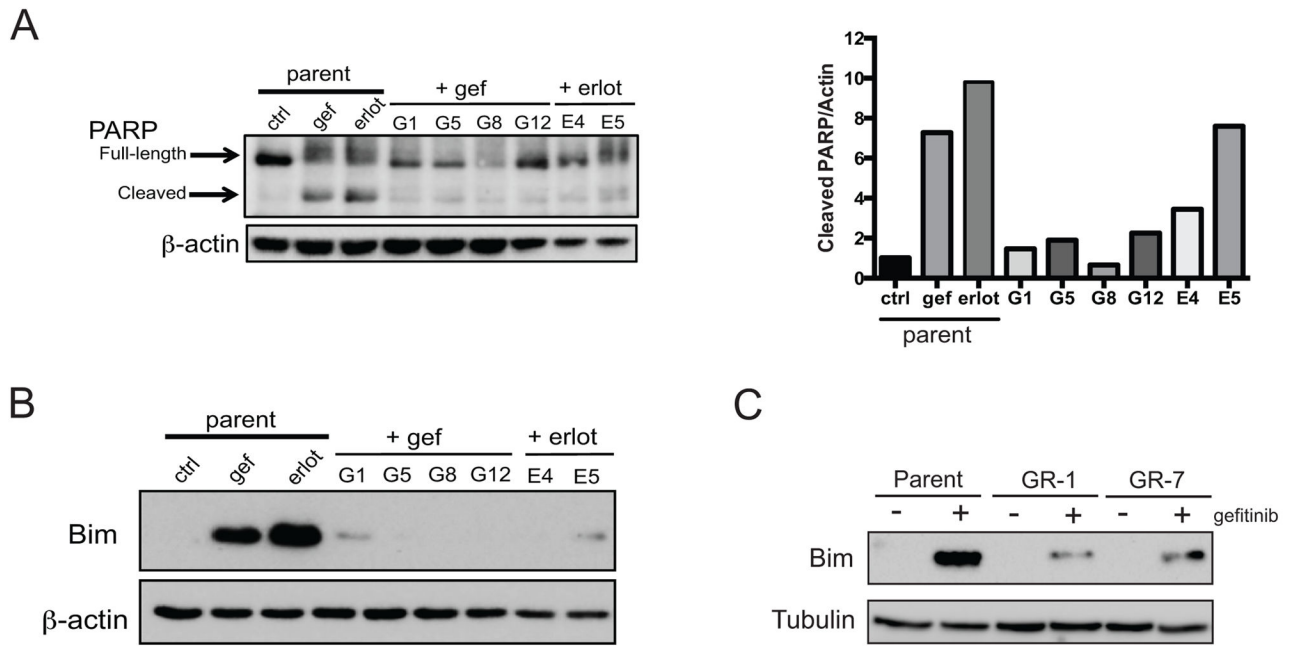 A
parent
+ gef
+ erlot
ctrl
gef
erlot
G1
G5
G8
G12
E4
E5
PARP
Full-length
Cleaved
β-actin
Cleaved PARP/Actin
12
10
8
6
4
2
0
ctrl gef erlot G1 G5 G8 G12 E4 E5
parent
B
parent
+ gef
+ erlot
ctrl
gef
erlot
G1
G5
G8
G12
E4
E5
Bim
β-actin
C
Parent GR-1 GR-7
- + - + - + gefitinib
Bim
Tubulin